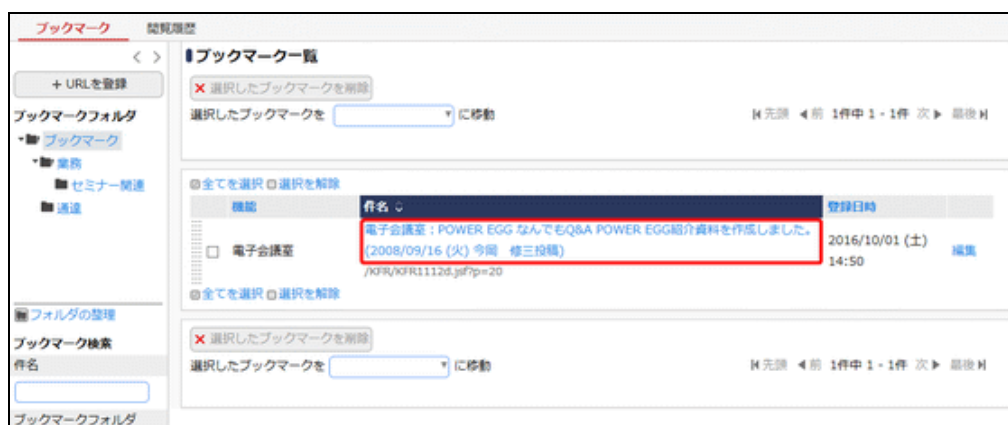 ブックマーク 閲覧履歴
< >
+ URLを登録
ブックマークフォルダ
ブックマーク
業務
セミナー関連
通達
フォルダの整理
ブックマーク検索
件名
ブックマークフォルダ
ブックマーク一覧
選択したブックマークを削除
選択したブックマークを に移動
先頭 前 1件中 1 - 1件 次 最後
全てを選択 選択を解除
機能 件名 登録日時
電子会議室
電子会議室:POWER EGG なんでもQ&A POWER EGG紹介資料を作成しました。
(2008/09/16 (火) 今岡 修三投稿)
/KFR/KFR1112d.jsf?p=20
2016/10/01 (土)
14:50
編集
全てを選択 選択を解除
選択したブックマークを削除
選択したブックマークを に移動
先頭 前 1件中 1 - 1件 次 最後